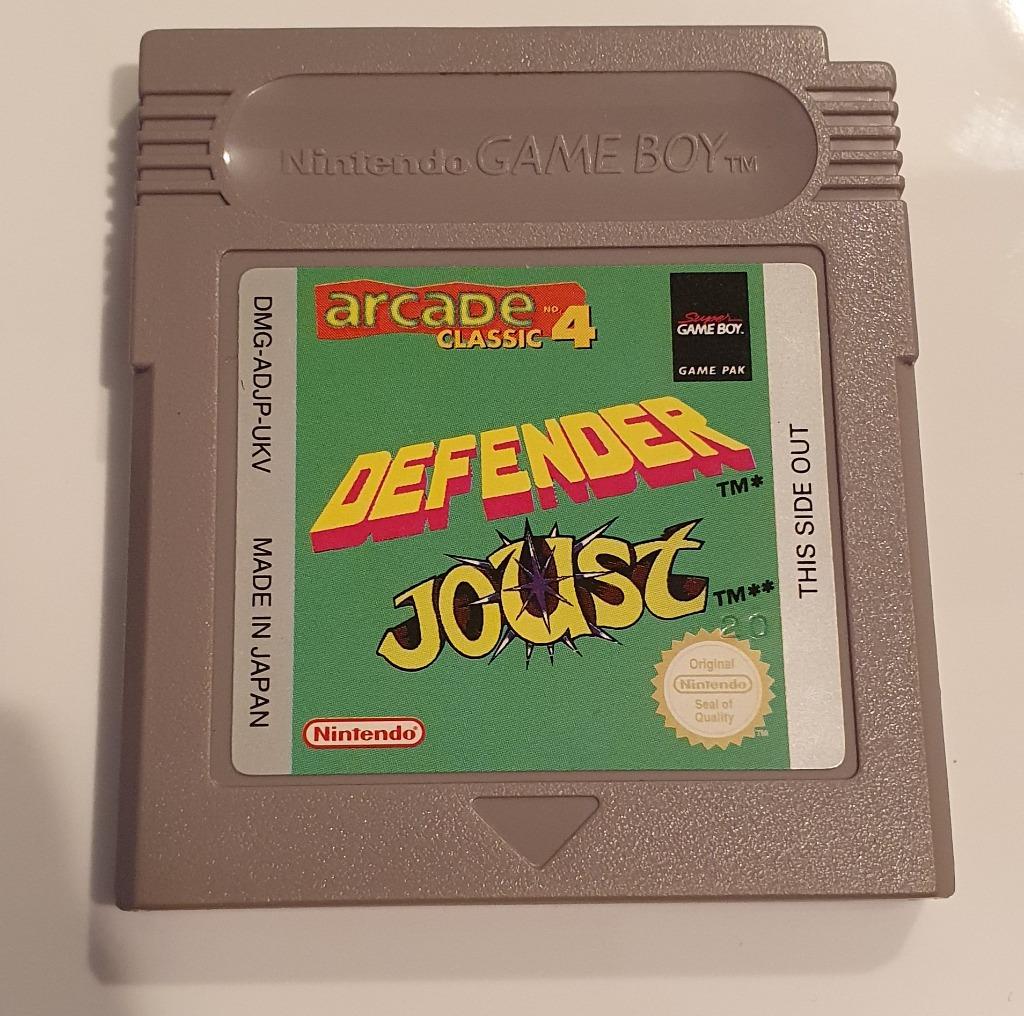 Nintendo GAME BOY TM
arcade
CLASSIC NO. 4
Super
GAME BOY.
GAME PAK
DMG-ADJP-UKV
MADE IN JAPAN
DEFENDER
TM*
JOUST
TM**
20
THIS SIDE OUT
Original
Nintendo
Seal of
Quality
TM
Nintendo®